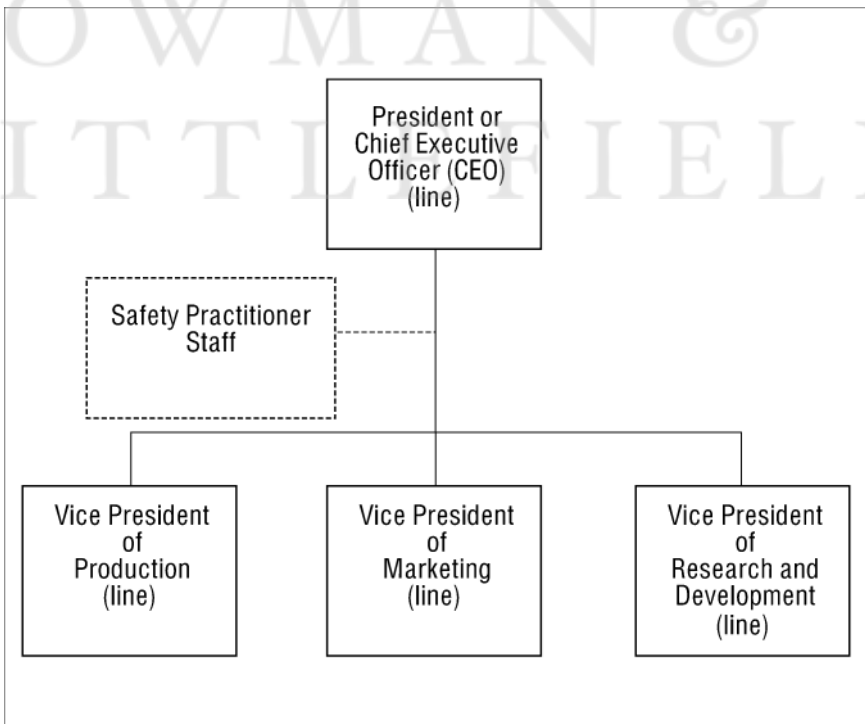 OWMAN &
ITTLEFIEL
President or
Chief Executive
Officer (CEO)
(line)
Safety Practitioner
Staff
Vice President
of
Production
(line)
Vice President
of
Marketing
(line)
Vice President
of
Research and
Development
(line)